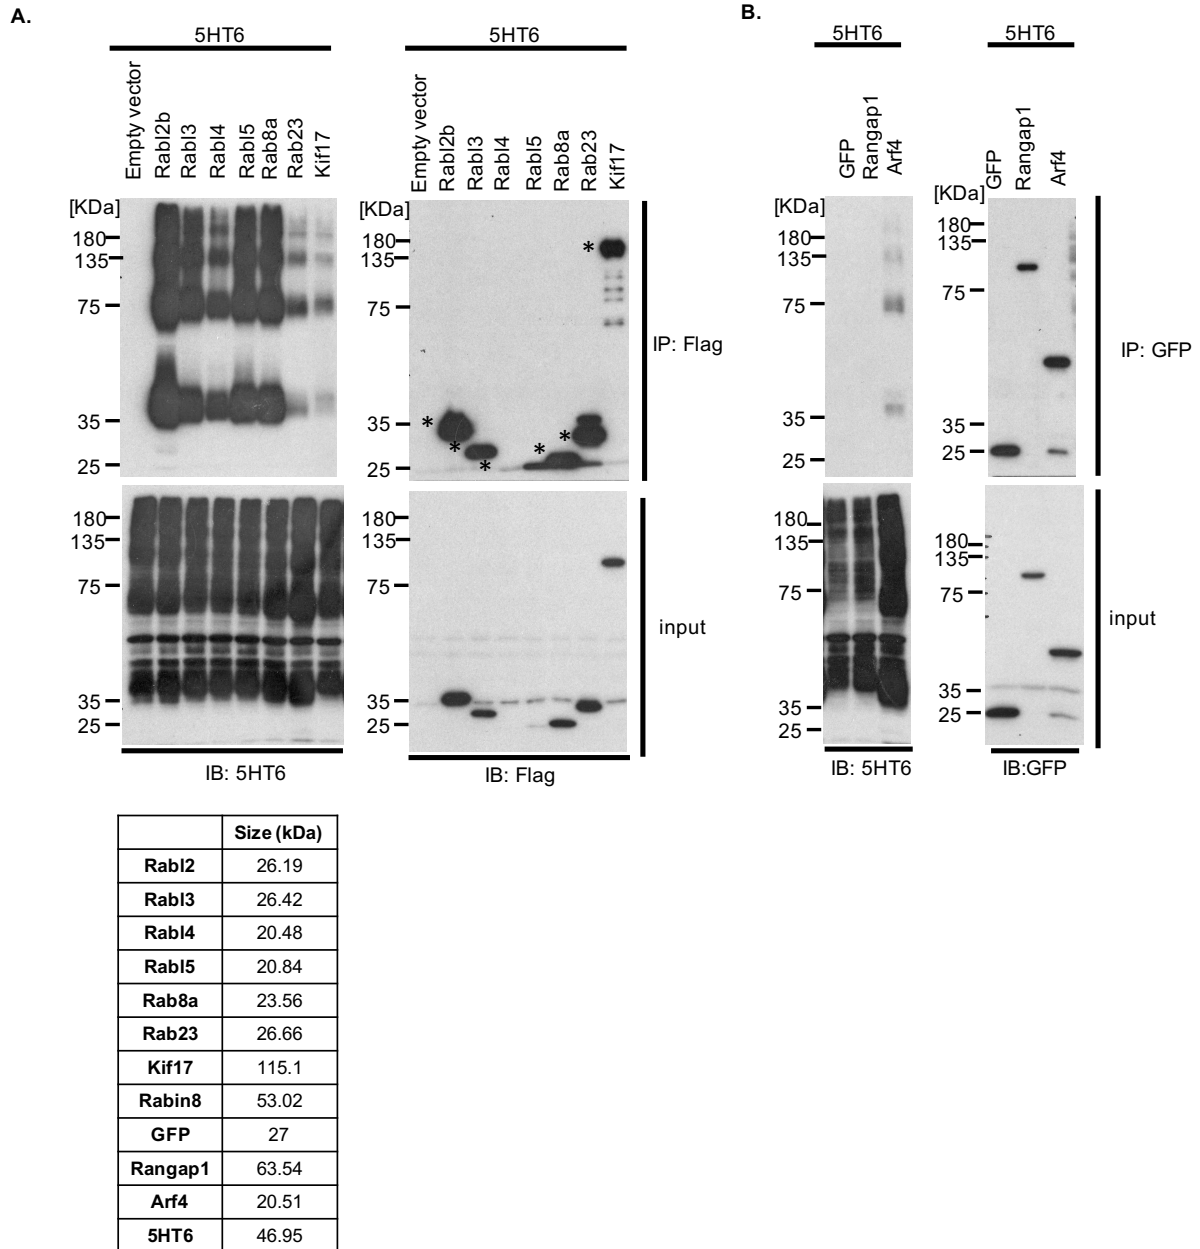 A.
5HT6
5HT6
Empty vector
Rabl2b
Rabl3
Rabl4
Rabl5
Rab8a
Rab23
Kif17
Empty vector
Rabl2b
Rabl3
Rabl4
Rabl5
Rab8a
Rab23
Kif17
[KDa]
180
135
75
35
25
[KDa]
180
135
75
35
25
*
*
*
*
*
*
IP: Flag
180
135
75
35
25
180
135
75
35
25
input
IB: 5HT6
IB: Flag
B.
5HT6
5HT6
GFP
Rangap1
Arf4
GFP
Rangap1
Arf4
[KDa]
180
135
75
35
25
[KDa]
180
135
75
35
25
IP: GFP
180
135
75
35
25
180
135
75
35
25
input
IB: 5HT6
IB:GFP
Size (kDa)
Rabl2 26.19
Rabl3 26.42
Rabl4 20.48
Rabl5 20.84
Rab8a 23.56
Rab23 26.66
Kif17 115.1
Rabin8 53.02
GFP 27
Rangap1 63.54
Arf4 20.51
5HT6 46.95